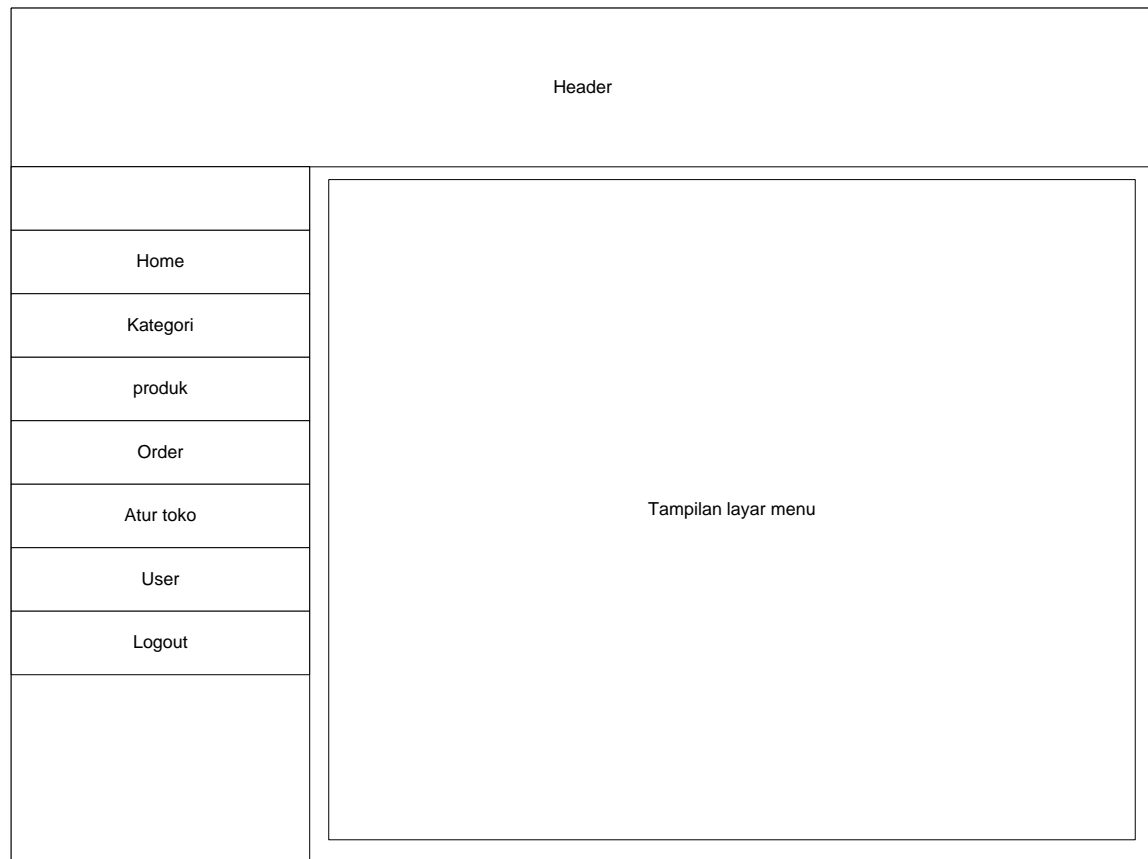 Header
Home
Kategori
produk
Order
Atur toko
User
Logout
Tampilan layar menu